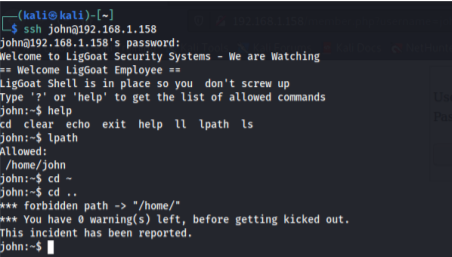 (kali㉿kali)-[~]
$ ssh john@192.168.1.158
john@192.168.1.158's password:
Welcome to LigGoat Security Systems - We are Watching
== Welcome LigGoat Employee ==
LigGoat Shell is in place so you  don't screw up
Type '?' or 'help' to get the list of allowed commands
john:~$ help
cd  clear  echo  exit  help  ll  lpath  ls
john:~$ lpath
Allowed:
 /home/john
john:~$ cd ~
john:~$ cd ..
*** forbidden path -> "/home/"
*** You have 0 warning(s) left, before getting kicked out.
This incident has been reported.
john:~$